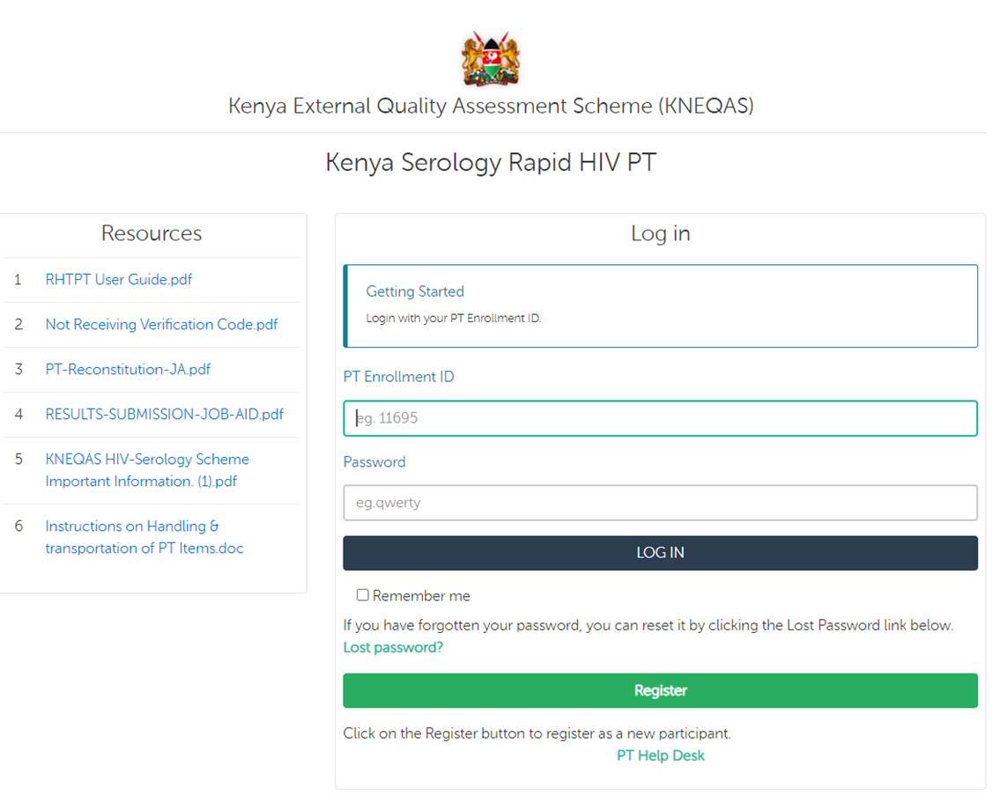 Kenya External Quality Assessment Scheme (KNEQAS)
Kenya Serology Rapid HIV PT
Resources
1 RHTPT User Guide.pdf
2 Not Receiving Verification Code.pdf
3 PT-Reconstitution-JA.pdf
4 RESULTS-SUBMISSION-JOB-AID.pdf
5 KNEQAS HIV-Serology Scheme
Important Information. (1).pdf
6 Instructions on Handling &
transportation of PT Items.doc
Log in
Getting Started
Login with your PT Enrollment ID.
PT Enrollment ID
eg. 11695
Password
eg.qwerty
LOG IN
Remember me
If you have forgotten your password, you can reset it by clicking the Lost Password link below.
Lost password?
Register
Click on the Register button to register as a new participant.
PT Help Desk